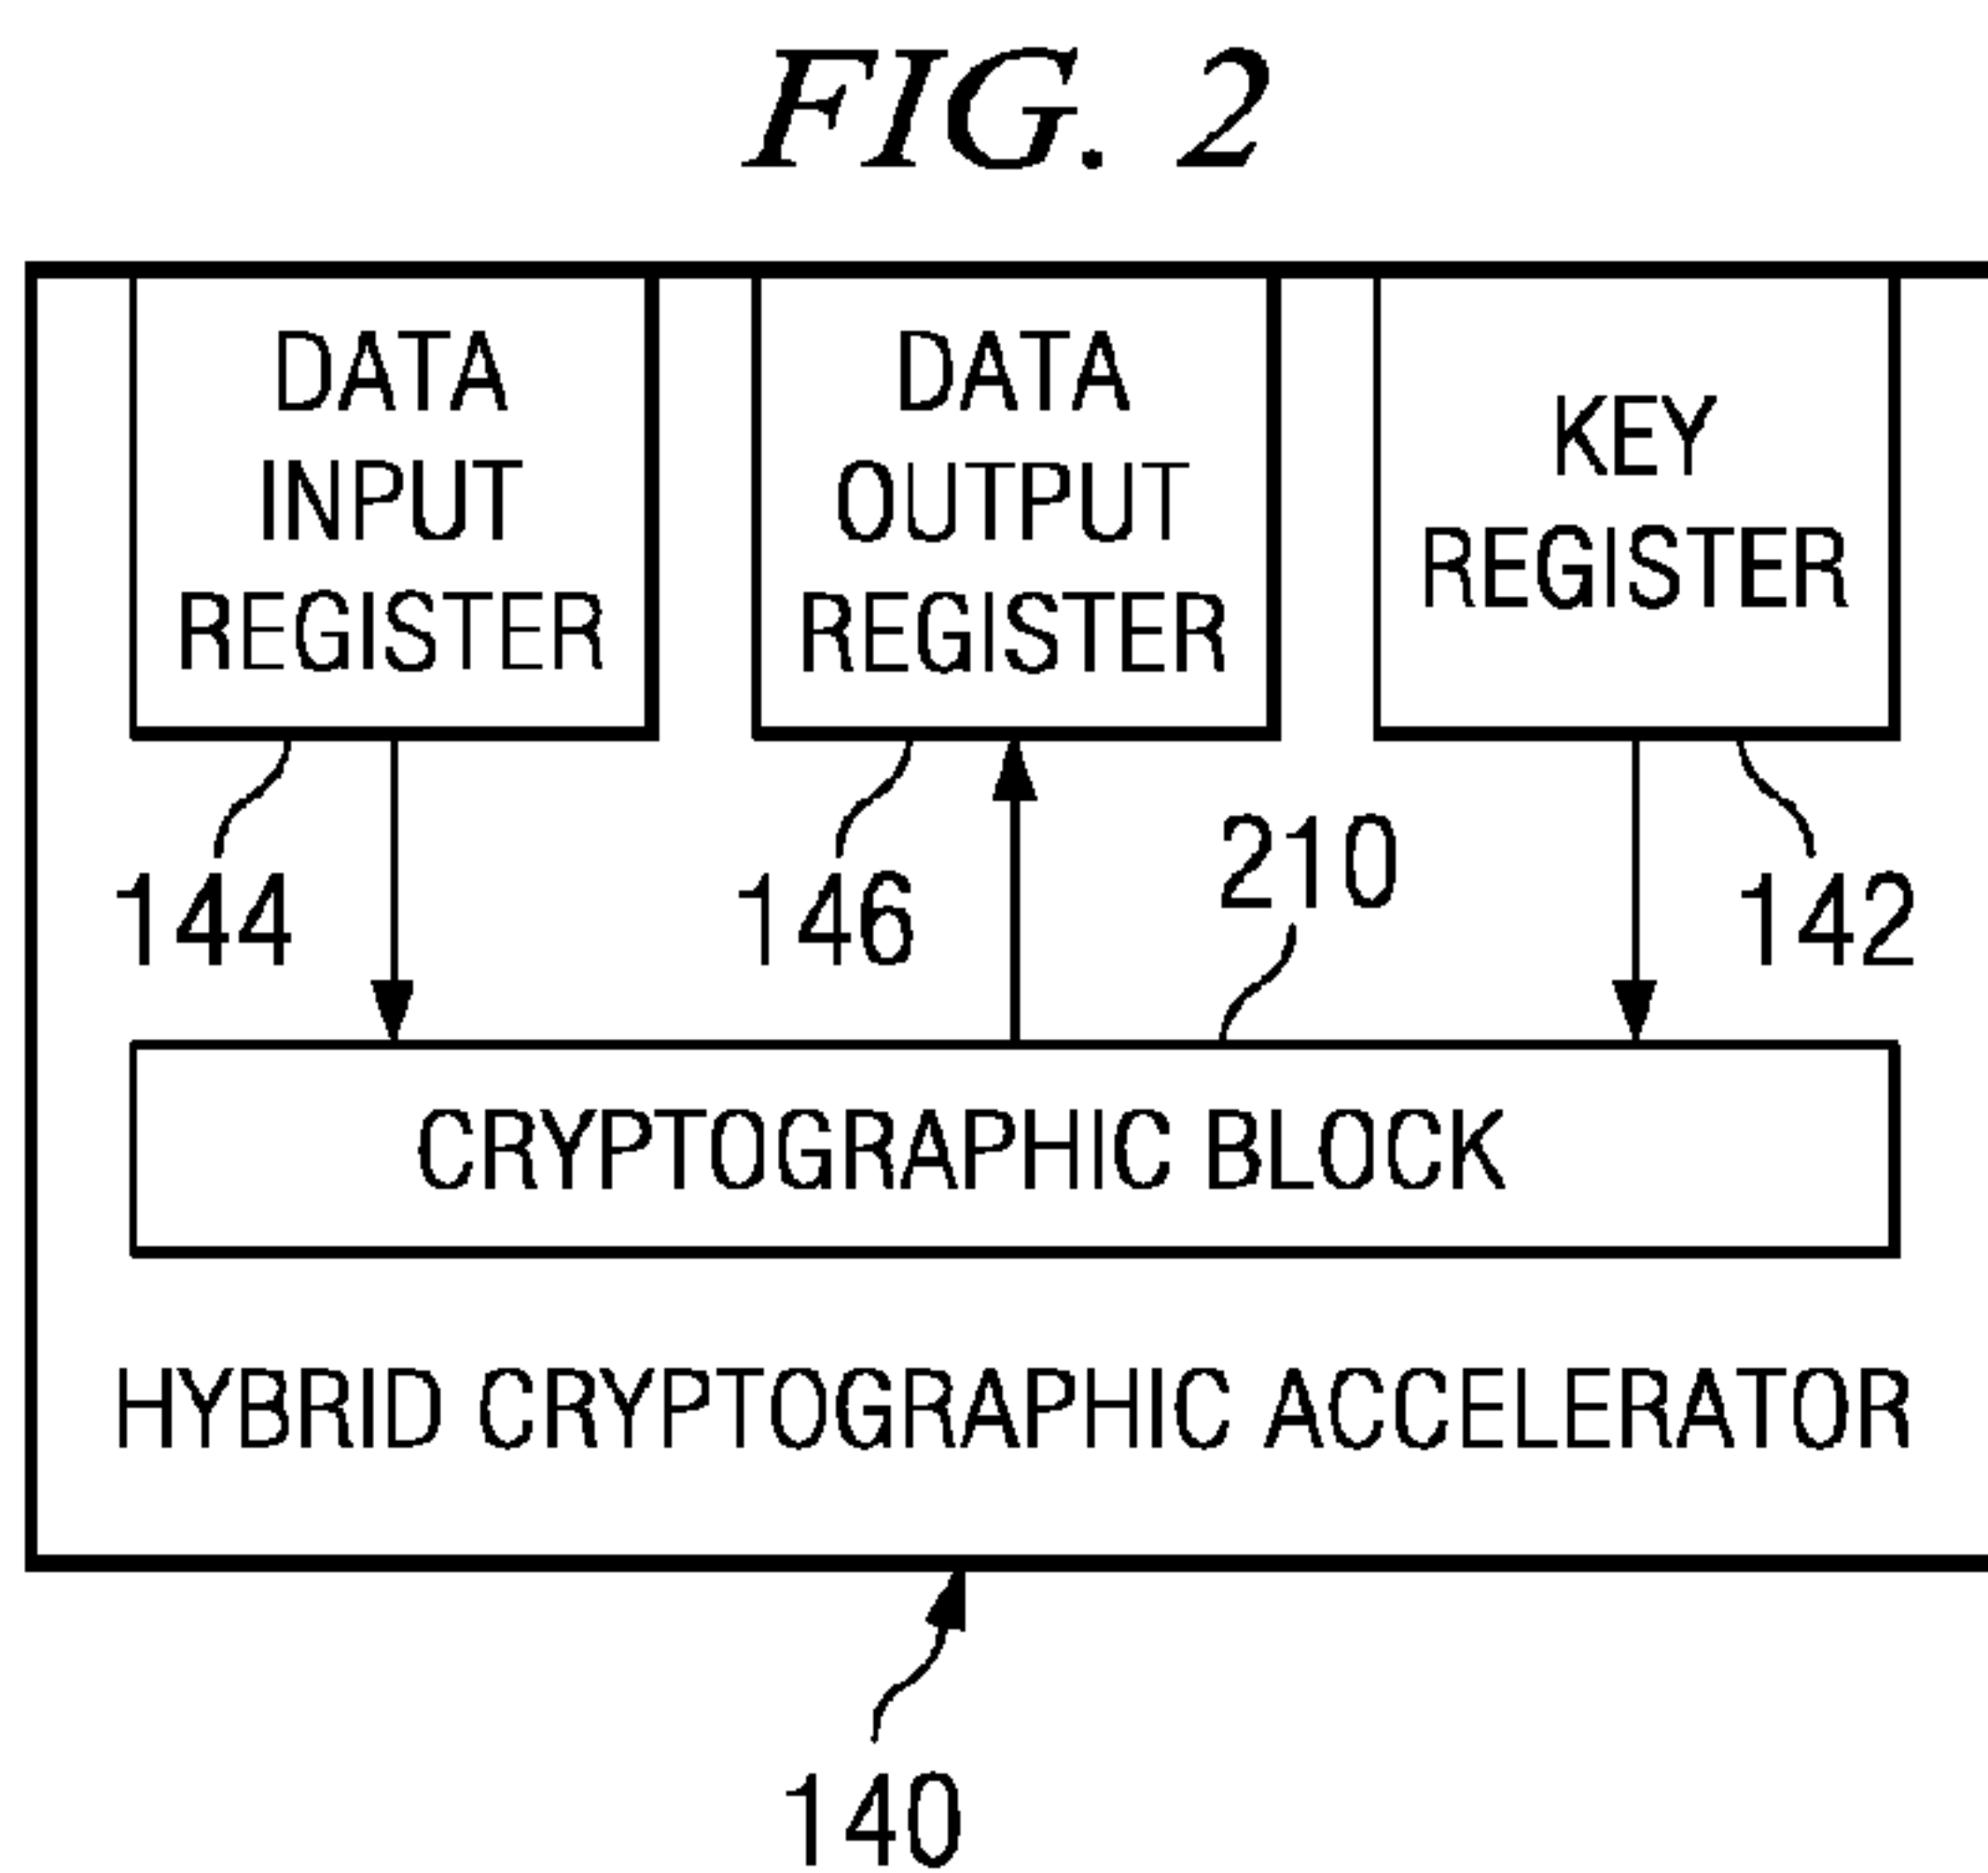 FIG. 2
DATA
INPUT
REGISTER
DATA
OUTPUT
REGISTER
KEY
REGISTER
144
146
210
142
CRYPTOGRAPHIC BLOCK
HYBRID CRYPTOGRAPHIC ACCELERATOR
140